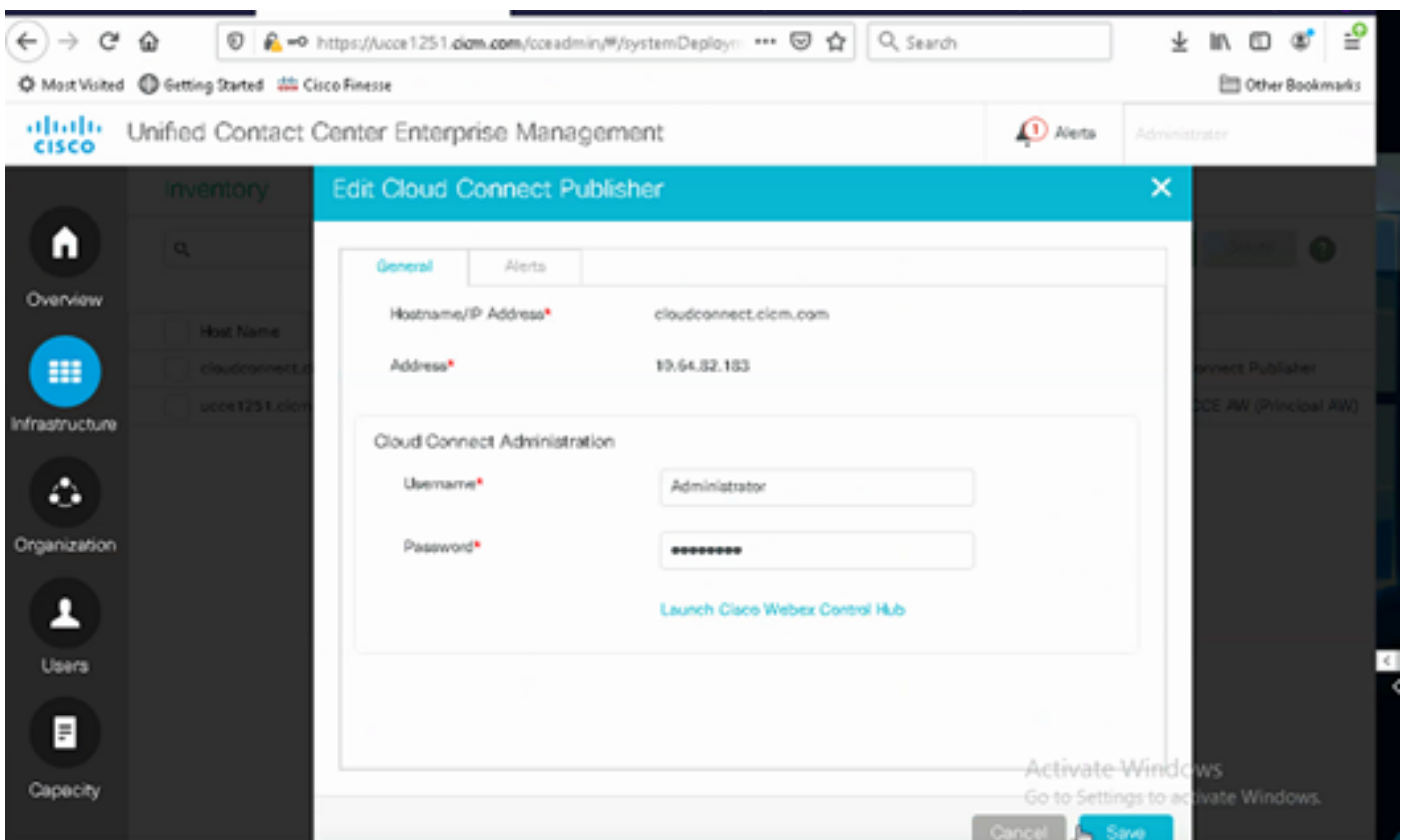 https://ucce1251.cicm.com/cceadmin/#/systemDeploym ••• Search
Most Visited Getting Started Cisco Finesse Other Bookmarks
CISCO Unified Contact Center Enterprise Management 1 Alerts Administrator
Inventory
Edit Cloud Connect Publisher
General Alerts
Overview
Hostname/IP Address* cloudconnect.cicm.com
Host Name
Address* 10.64.82.183
cloudconnect.c onnect Publisher
ucce1251.cicm CCE AW (Principal AW)
Infrastructure
Cloud Connect Administration
Username* Administrator
Organization
Password* ••••••••
Launch Cisco Webex Control Hub
Users
Activate Windows
Go to Settings to activate Windows.
Capacity
Cancel Save